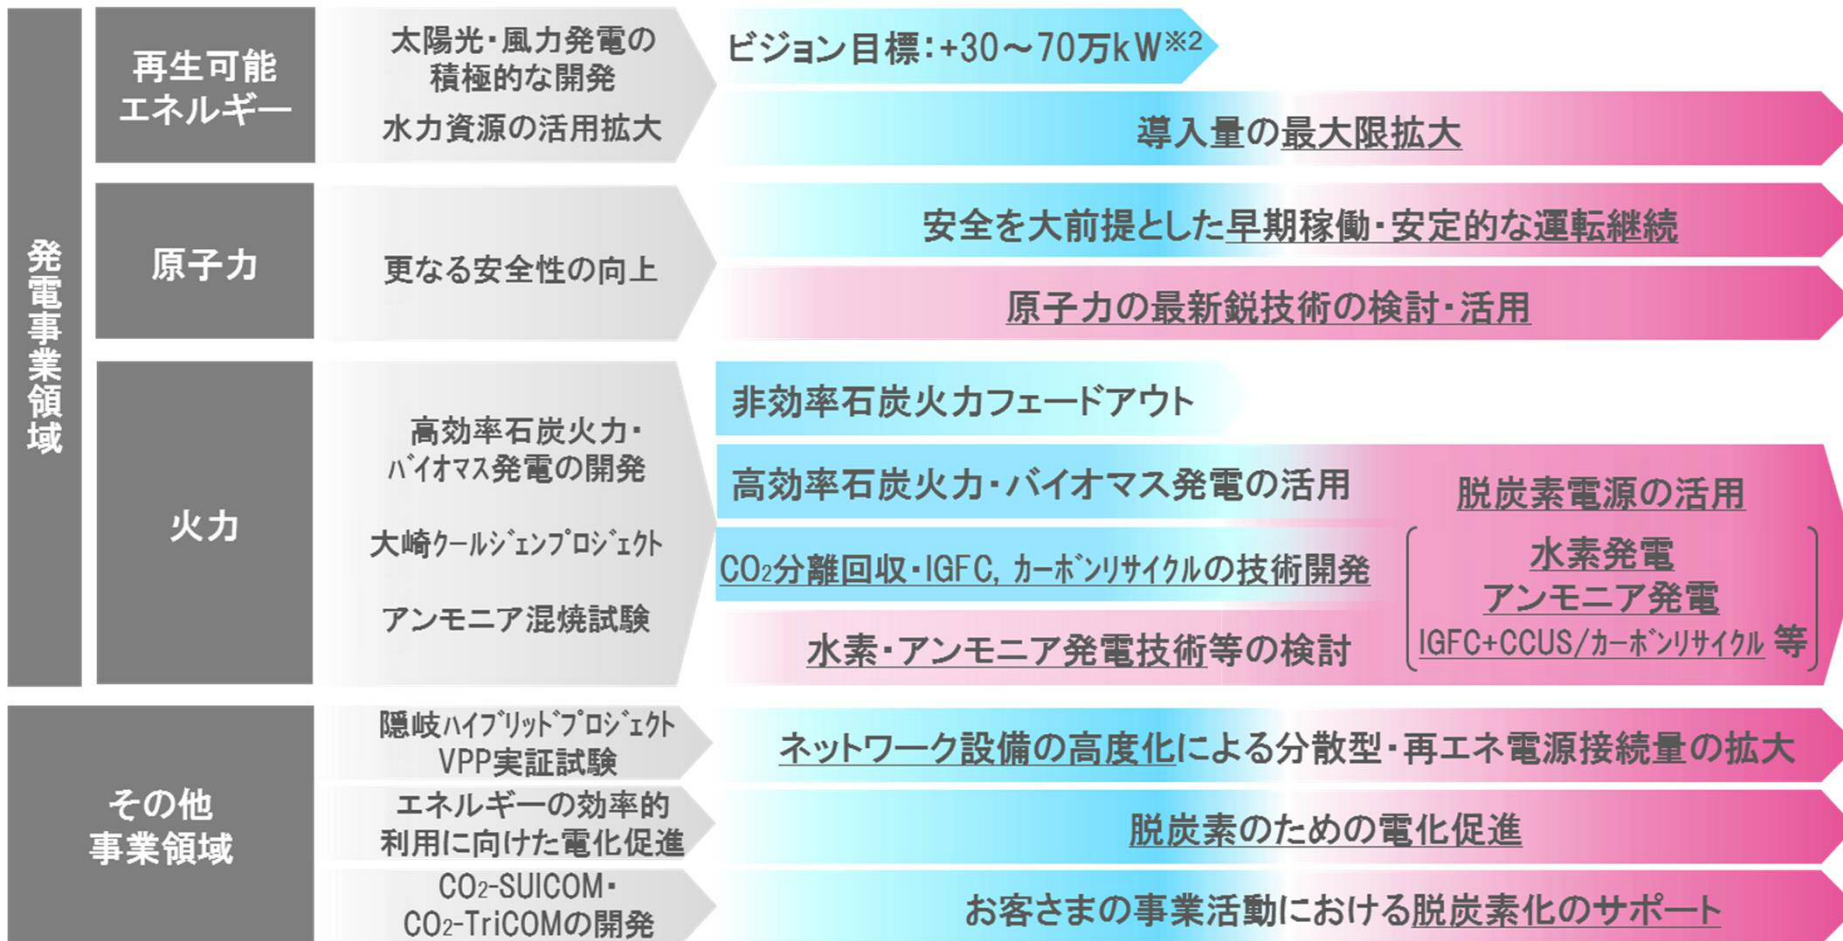 発電事業領域
再生可能
エネルギー
太陽光・風力発電の
積極的な開発
水力資源の活用拡大
ビジョン目標：+30～70万kW※2
導入量の最大限拡大
原子力
更なる安全性の向上
安全を大前提とした早期稼働・安定的な運転継続
原子力の最新鋭技術の検討・活用
火力
高効率石炭火力・
ﾊﾞｲｵﾏｽ発電の開発
大崎ｸｰﾙｼﾞｪﾝﾌﾟﾛｼﾞｪｸﾄ
アンモニア混焼試験
非効率石炭火力フェードアウト
高効率石炭火力・バイオマス発電の活用
CO₂分離回収・IGFC, ｶｰﾎﾞﾝﾘｻｲｸﾙの技術開発
水素・アンモニア発電技術等の検討
脱炭素電源の活用
水素発電
アンモニア発電
IGFC+CCUS/ｶｰﾎﾞﾝﾘｻｲｸﾙ 等
その他
事業領域
隠岐ﾊｲﾌﾞﾘｯﾄﾞﾌﾟﾛｼﾞｪｸﾄ
VPP実証試験
ネットワーク設備の高度化による分散型・再エネ電源接続量の拡大
エネルギーの効率的
利用に向けた電化促進
脱炭素のための電化促進
CO₂-SUICOM・
CO₂-TriCOMの開発
お客さまの事業活動における脱炭素化のサポート